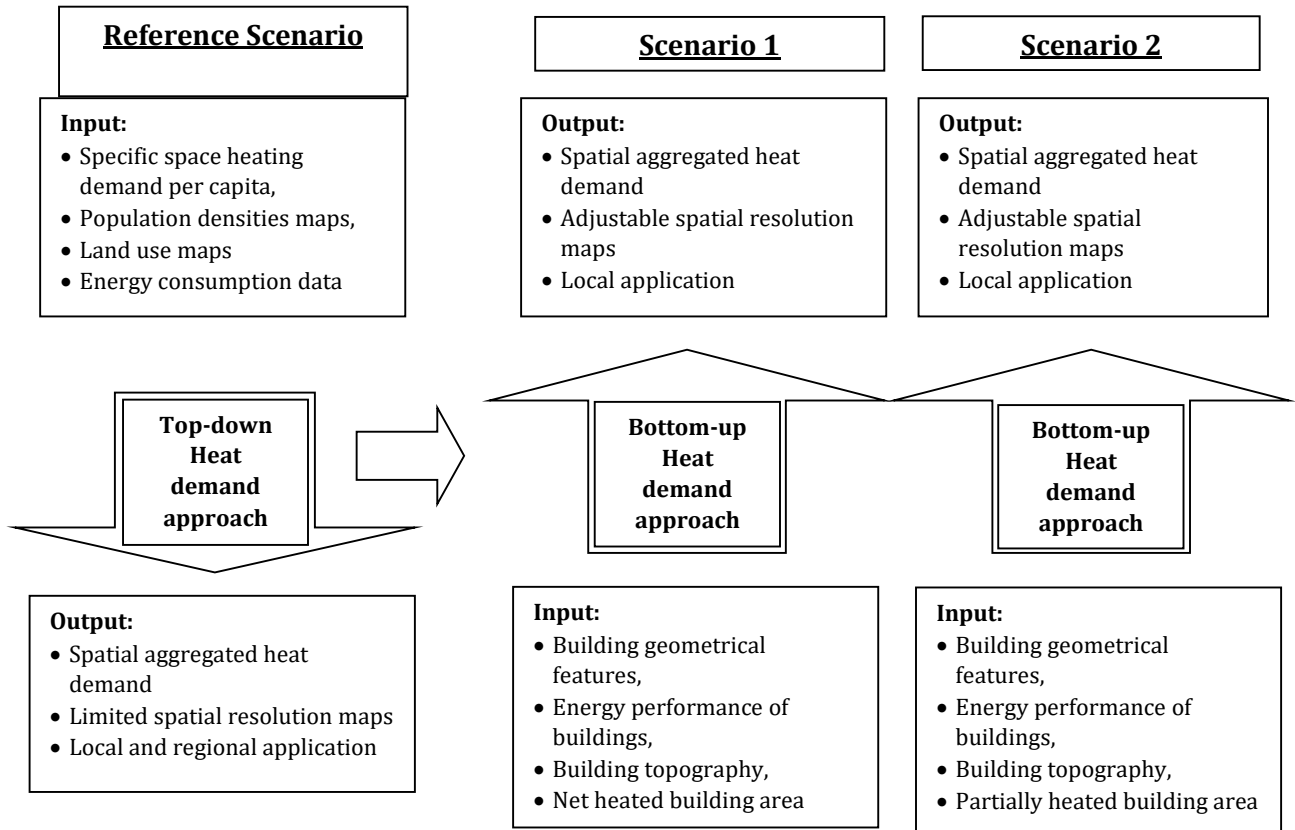 Reference Scenario
Input:
• Specific space heating
demand per capita,
• Population densities maps,
• Land use maps
• Energy consumption data
Top-down
Heat
demand
approach
Output:
• Spatial aggregated heat
demand
• Limited spatial resolution maps
• Local and regional application
Scenario 1
Output:
• Spatial aggregated heat
demand
• Adjustable spatial resolution
maps
• Local application
Bottom-up
Heat
demand
approach
Input:
• Building geometrical
features,
• Energy performance of
buildings,
• Building topography,
• Net heated building area
Scenario 2
Output:
• Spatial aggregated heat
demand
• Adjustable spatial
resolution maps
• Local application
Bottom-up
Heat
demand
approach
Input:
• Building geometrical
features,
• Energy performance of
buildings,
• Building topography,
• Partially heated building area